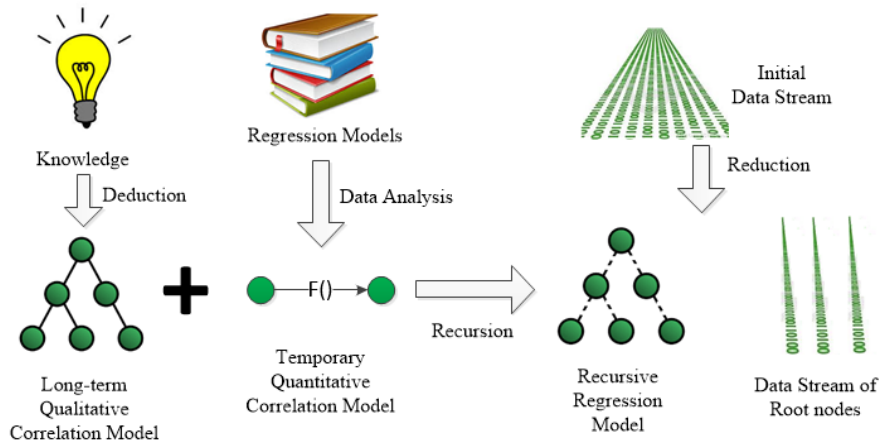 Knowledge
Deduction
Regression Models
Data Analysis
Initial
Data Stream
Reduction
F()
Recursion
Long-term
Qualitative
Correlation Model
Temporary
Quantitative
Correlation Model
Recursive
Regression
Model
Data Stream of
Root nodes